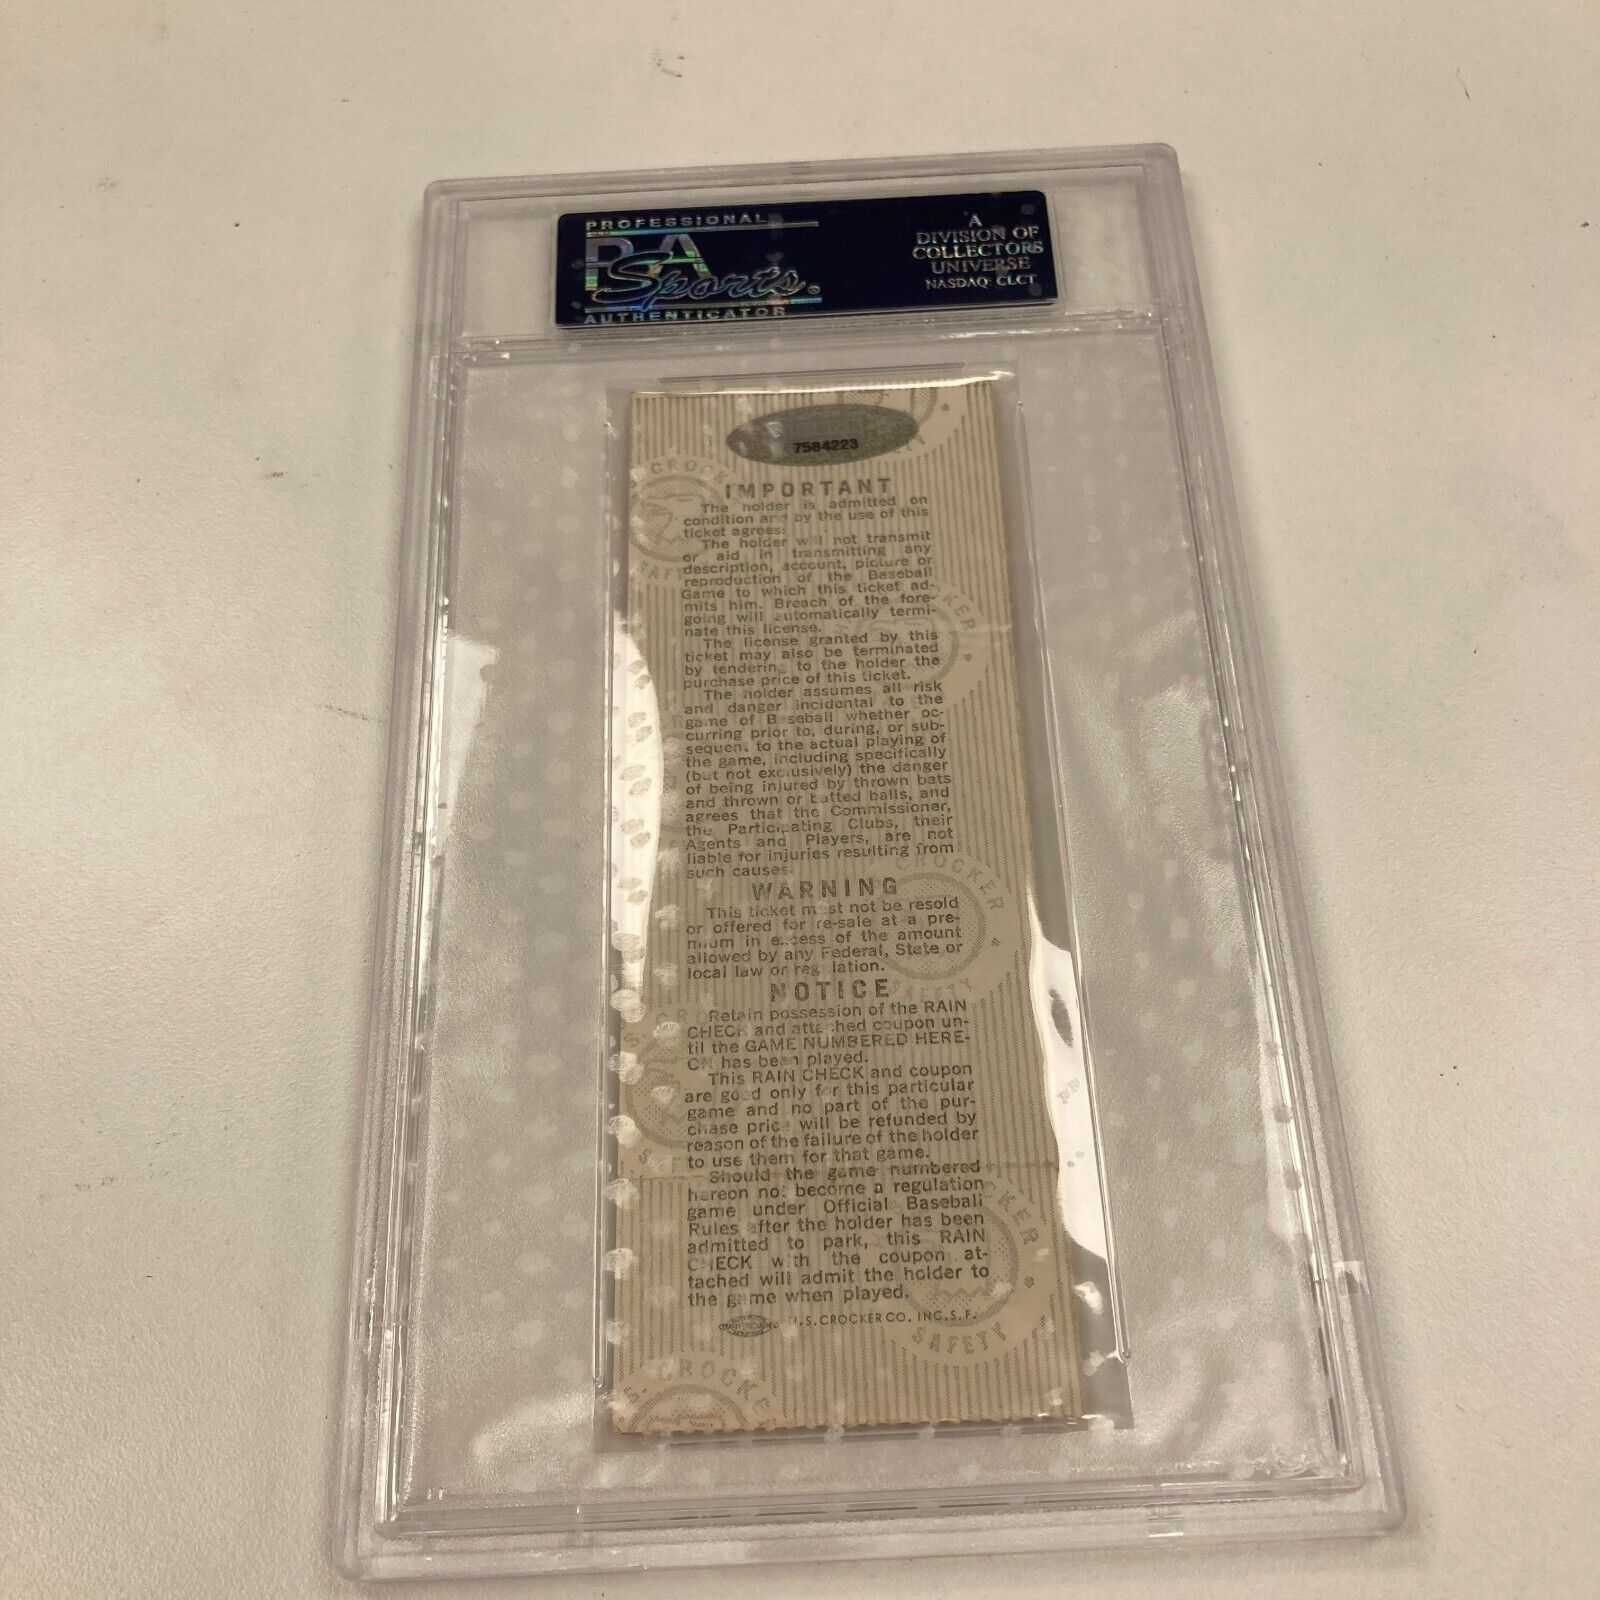 PROFESSIONAL
PSA
Sports
AUTHENTICATOR
A
DIVISION OF
COLLECTORS
UNIVERSE
NASDAQ: CLCT
7584223
IMPORTANT
The holder is admitted on
condition and by the use of this
ticket agrees:
The holder will not transmit
or aid in transmitting any
description, account, picture or
reproduction of the Baseball
Game to which this ticket ad-
mits him. Breach of the fore-
going will automatically termi-
nate this license.
The license granted by this
ticket may also be terminated
by tendering to the holder the
purchase price of this ticket.
The holder assumes all risk
and danger incidental to the
game of Baseball whether oc-
curring prior to, during, or sub-
sequent to the actual playing of
the game, including specifically
(but not exclusively) the danger
of being injured by thrown bats
and thrown or batted balls, and
agrees that the Commissioner,
the Participating Clubs, their
Agents and Players, are not
liable for injuries resulting from
such causes.
WARNING
This ticket must not be resold
or offered for re-sale at a pre-
mium in excess of the amount
allowed by any Federal, State or
local law or regulation.
NOTICE
Retain possession of the RAIN
CHECK and attached coupon un-
til the GAME NUMBERED HERE-
ON has been played.
This RAIN CHECK and coupon
are good only for this particular
game and no part of the pur-
chase price will be refunded by
reason of the failure of the holder
to use them for that game.
Should the game numbered
hereon not become a regulation
game under Official Baseball
Rules after the holder has been
admitted to park, this RAIN
CHECK with the coupon at-
tached will admit the holder to
the game when played.
H.S. CROCKER CO. INC. S.F.
CROCKER
SAFETY